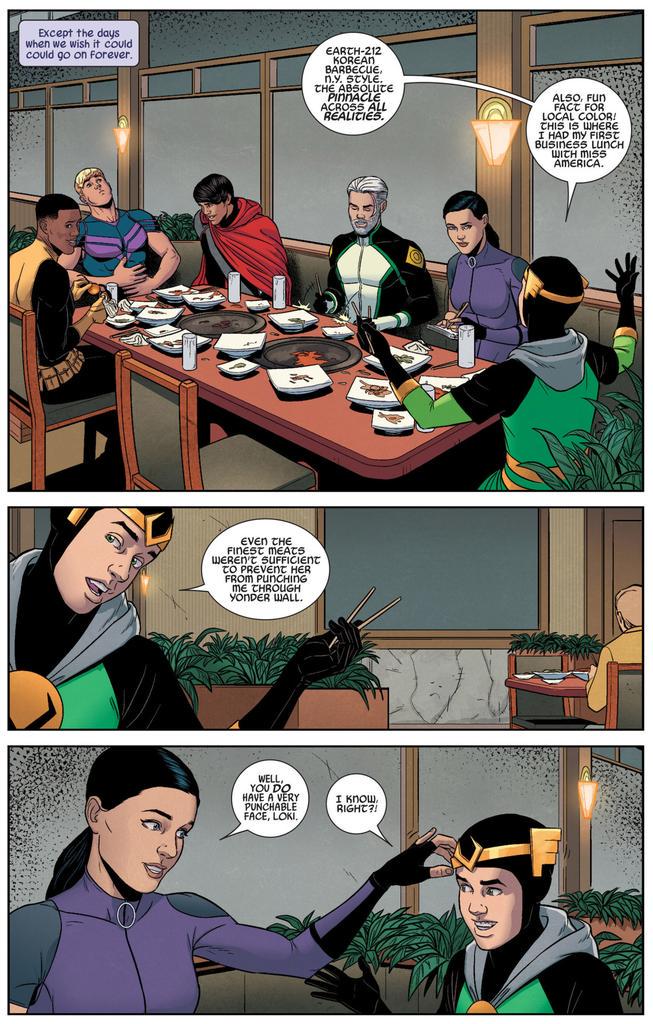 Except the days
when we wish it could
could go on forever.
EARTH-212
KOREAN
BARBECUE,
N.Y. STYLE.
THE ABSOLUTE
PINNACLE
ACROSS ALL
REALITIES.
ALSO, FUN
FACT FOR
LOCAL COLOR!
THIS IS WHERE
I HAD MY FIRST
BUSINESS LUNCH
WITH MISS
AMERICA.
EVEN THE
FINEST MEATS
WEREN'T SUFFICIENT
TO PREVENT HER
FROM PUNCHING
ME THROUGH
YONDER WALL.
WELL,
YOU DO
HAVE A VERY
PUNCHABLE
FACE, LOKI.
I KNOW,
RIGHT?!